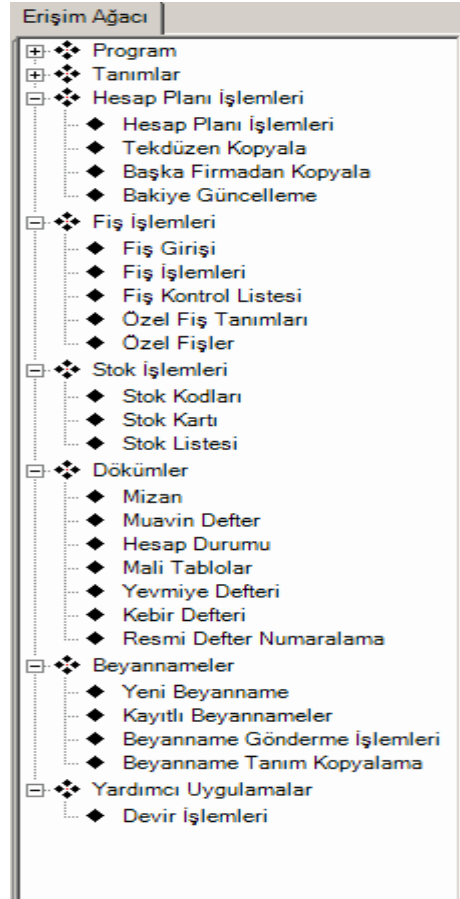 Erişim Ağacı
Program
Tanımlar
Hesap Planı İşlemleri
Hesap Planı İşlemleri
Tekdüzen Kopyala
Başka Firmadan Kopyala
Bakiye Güncelleme
Fiş İşlemleri
Fiş Girişi
Fiş İşlemleri
Fiş Kontrol Listesi
Özel Fiş Tanımları
Özel Fişler
Stok İşlemleri
Stok Kodları
Stok Kartı
Stok Listesi
Dökümler
Mizan
Muavin Defter
Hesap Durumu
Mali Tablolar
Yevmiye Defteri
Kebir Defteri
Resmi Defter Numaralama
Beyannameler
Yeni Beyanname
Kayıtlı Beyannameler
Beyanname Gönderme İşlemleri
Beyanname Tanım Kopyalama
Yardımcı Uygulamalar
Devir İşlemleri